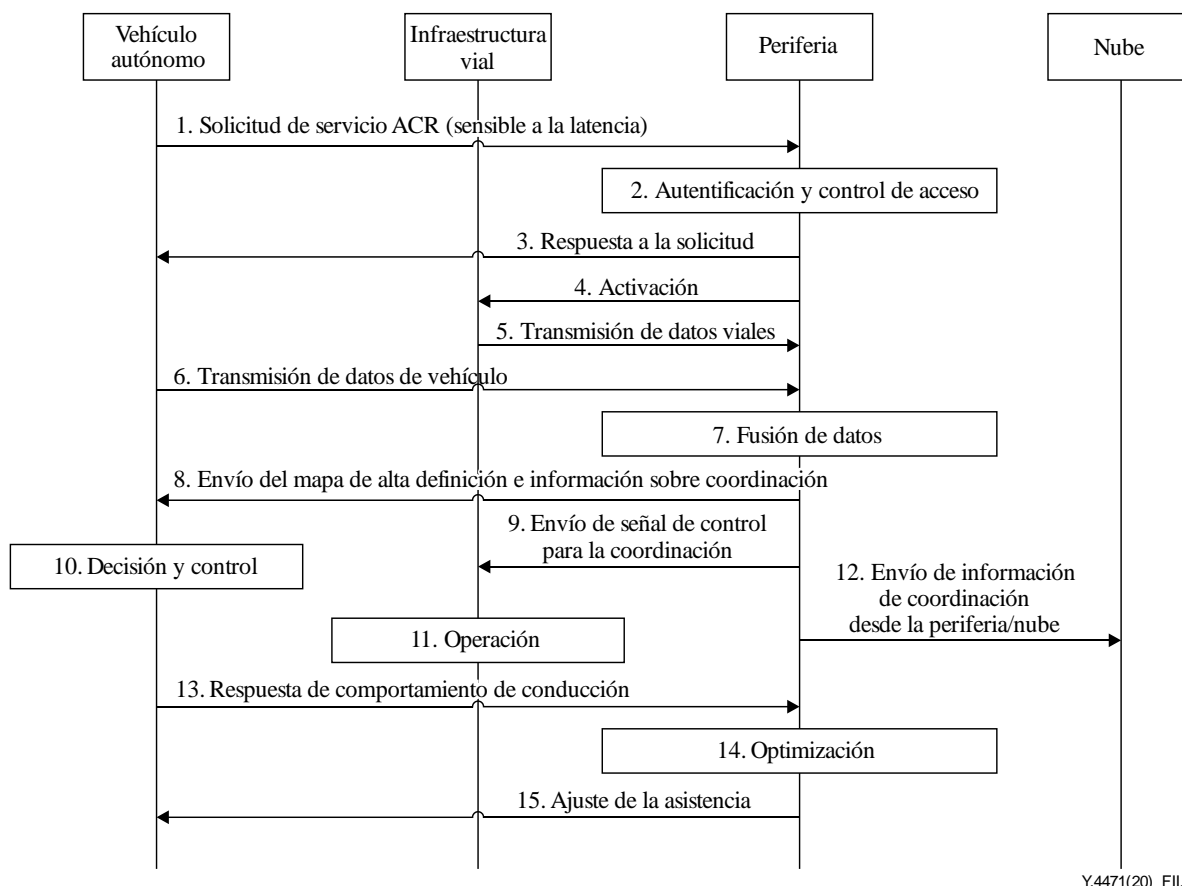 Vehículo
autónomo
Infraestructura
vial
Periferia
Nube
1. Solicitud de servicio ACR (sensible a la latencia)
2. Autentificación y control de acceso
3. Respuesta a la solicitud
4. Activación
5. Transmisión de datos viales
6. Transmisión de datos de vehículo
7. Fusión de datos
8. Envío del mapa de alta definición e información sobre coordinación
9. Envío de señal de control
para la coordinación
10. Decisión y control
12. Envío de información
de coordinación
desde la periferia/nube
11. Operación
13. Respuesta de comportamiento de conducción
14. Optimización
15. Ajuste de la asistencia